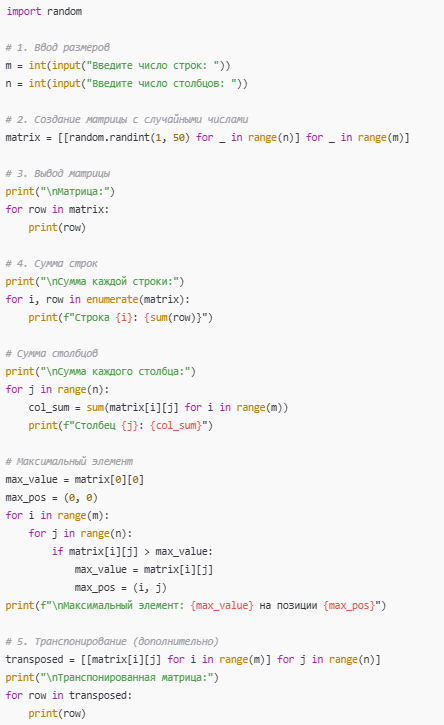 import random

# 1. Ввод размеров
m = int(input("Введите число строк: "))
n = int(input("Введите число столбцов: "))

# 2. Создание матрицы с случайными числами
matrix = [[random.randint(1, 50) for _ in range(n)] for _ in range(m)]

# 3. Вывод матрицы
print("\nМатрица:")
for row in matrix:
    print(row)

# 4. Сумма строк
print("\nСумма каждой строки:")
for i, row in enumerate(matrix):
    print(f"Строка {i}: {sum(row)}")

# Сумма столбцов
print("\nСумма каждого столбца:")
for j in range(n):
    col_sum = sum(matrix[i][j] for i in range(m))
    print(f"Столбец {j}: {col_sum}")

# Максимальный элемент
max_value = matrix[0][0]
max_pos = (0, 0)
for i in range(m):
    for j in range(n):
        if matrix[i][j] > max_value:
            max_value = matrix[i][j]
            max_pos = (i, j)
print(f"\nМаксимальный элемент: {max_value} на позиции {max_pos}")

# 5. Транспонирование (дополнительно)
transposed = [[matrix[i][j] for i in range(m)] for j in range(n)]
print("\nТранспонированная матрица:")
for row in transposed:
    print(row)